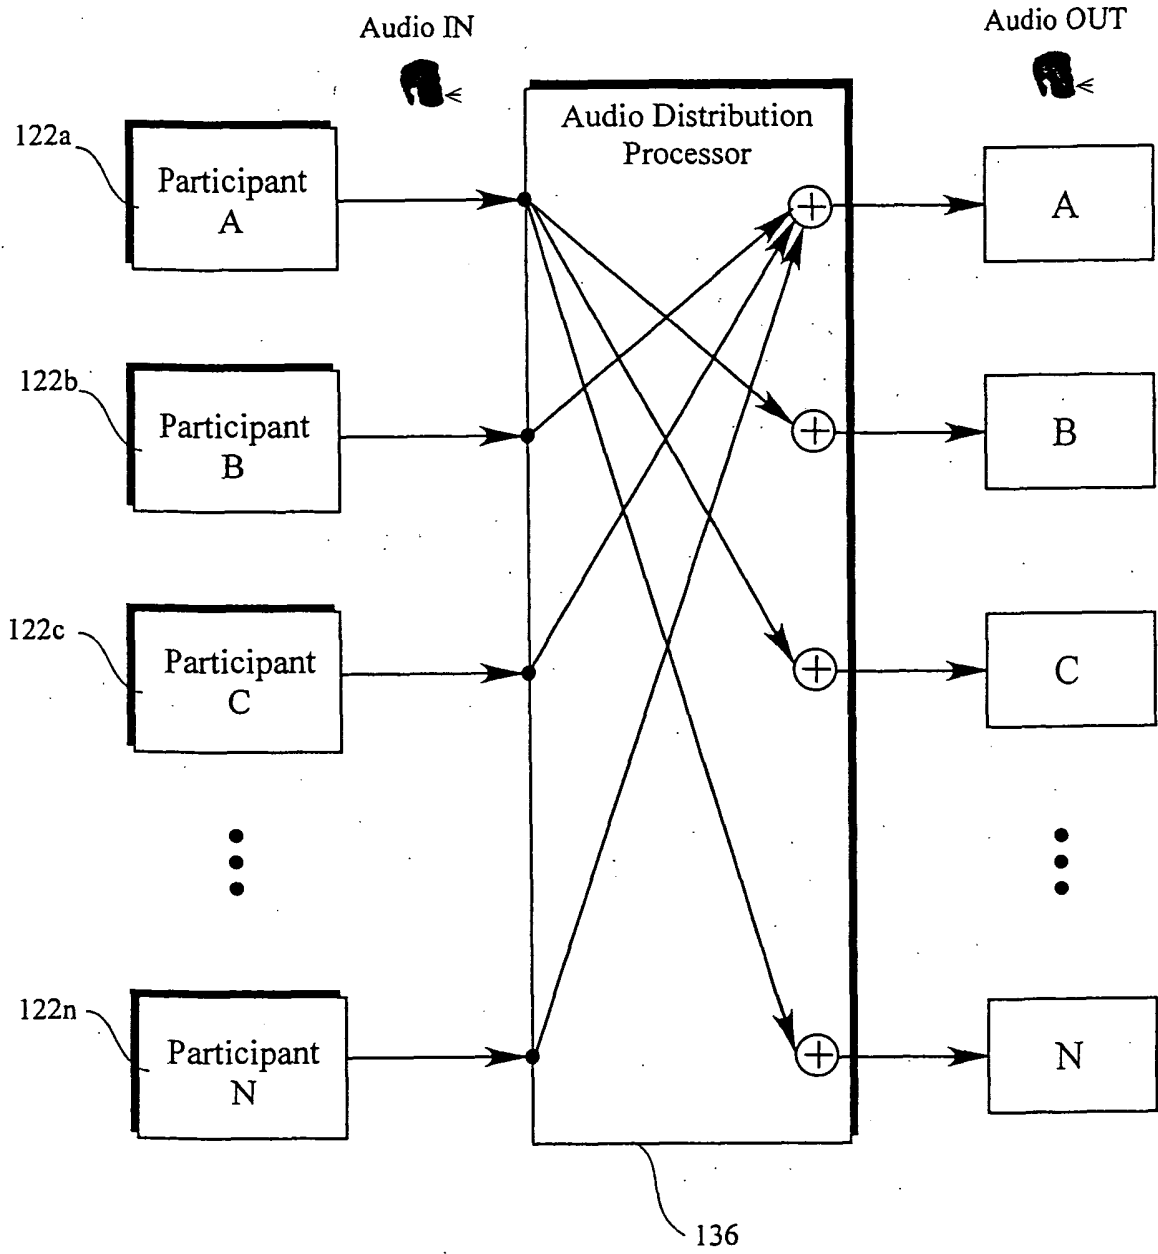 Audio IN
Audio OUT
Audio Distribution
Processor
122a
Participant
A
A
122b
Participant
B
B
122c
Participant
C
C
122n
Participant
N
N
136